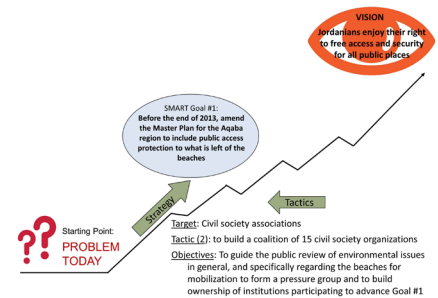 VISION
Jordanians enjoy their right
to free access and security
for all public places
SMART Goal #1:
Before the end of 2013, amend
the Master Plan for the Aqaba
region to include public access
protection to what is left of the
beaches
Strategy
Tactics
Starting Point:
PROBLEM
TODAY
Target: Civil society associations
Tactic (2): to build a coalition of 15 civil society organizations
Objectives: To guide the public review of environmental issues
in general, and specifically regarding the beaches for
mobilization to form a pressure group and to build
ownership of institutions participating to advance Goal #1